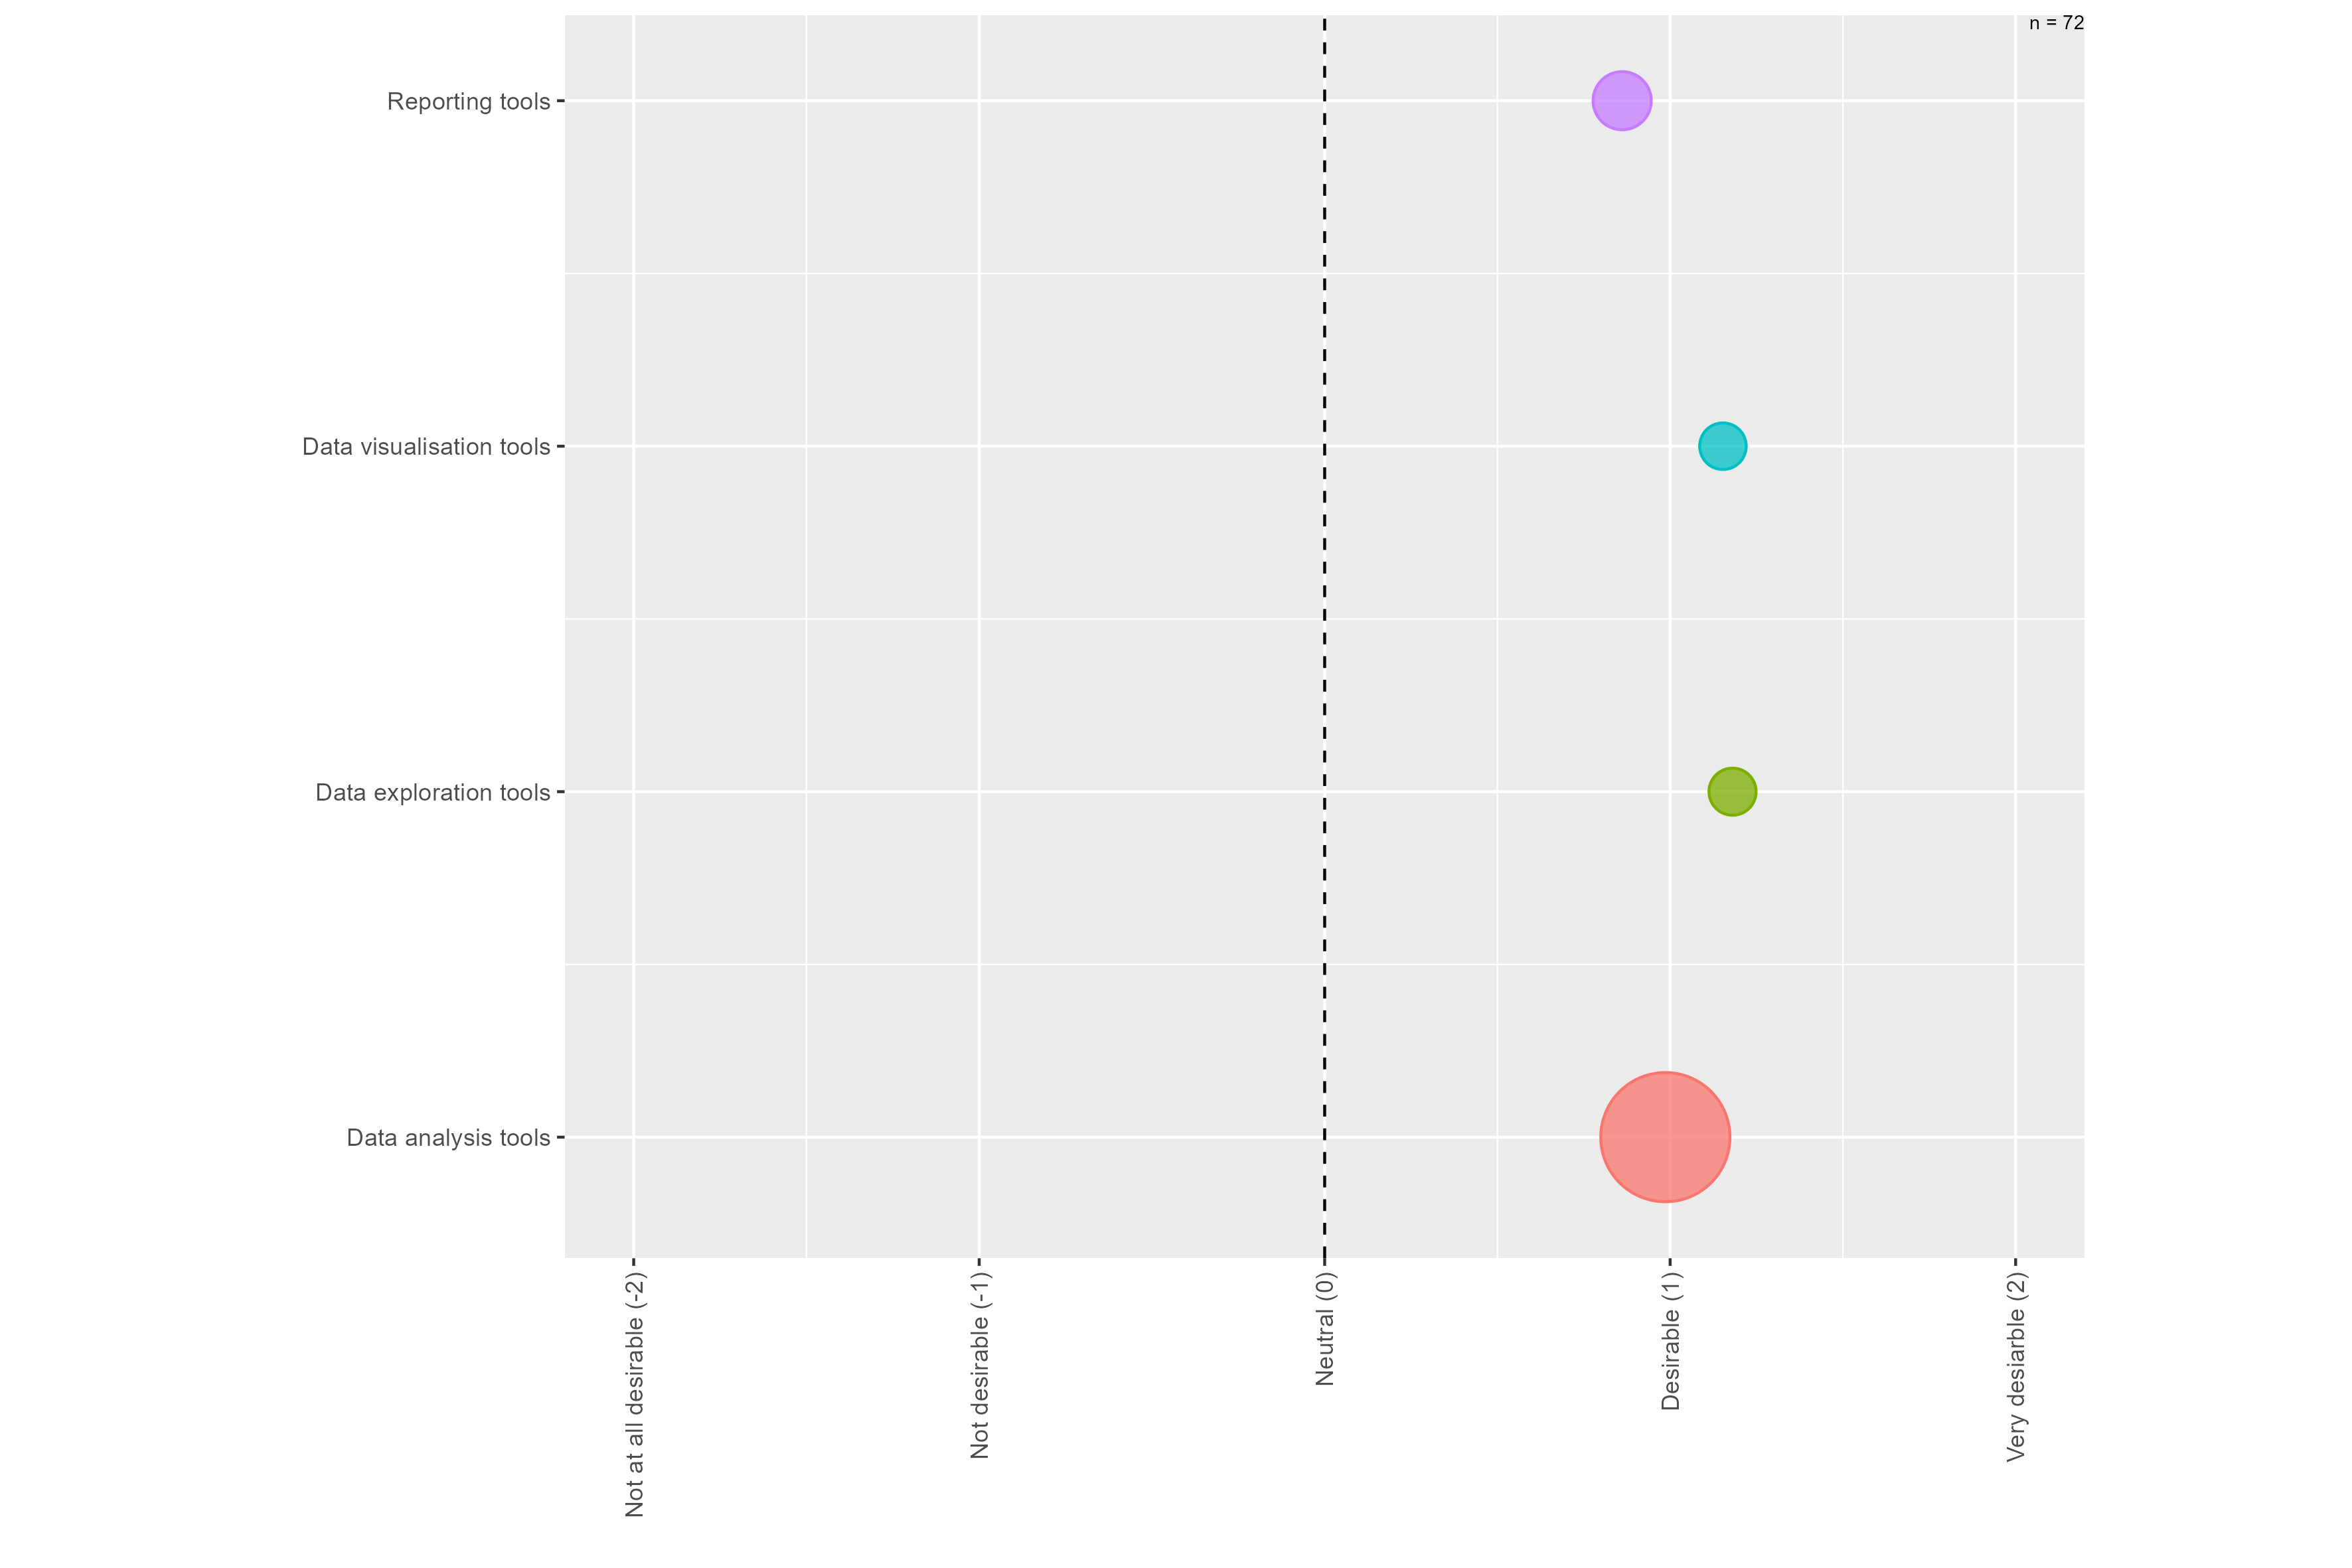 n = 72
Reporting tools
Data visualisation tools
Data exploration tools
Data analysis tools
Not at all desirable (-2)
Not desirable (-1)
Neutral (0)
Desirable (1)
Very desiarble (2)